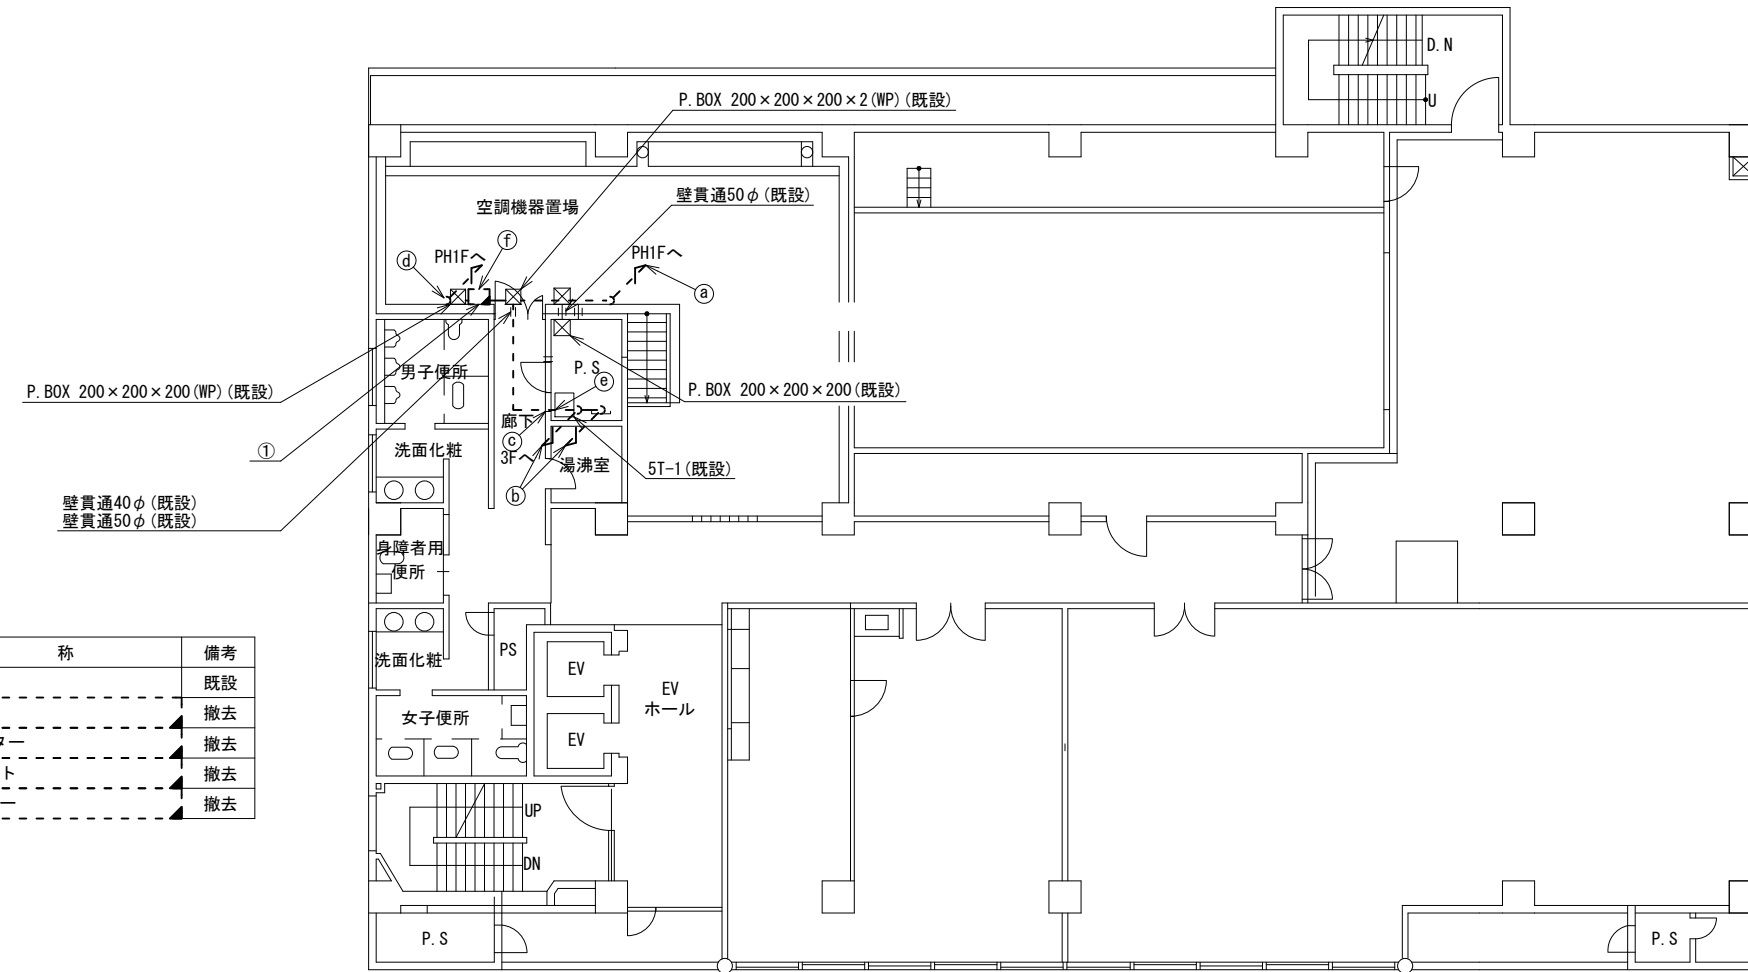 D.N
P.BOX 200×200×200×2(WP)(既設)
U
壁貫通50φ(既設)
空調機器置場
ⓕ
ⓓ
PH1Fへ
PH1Fへ
ⓐ
P.S
男子便所
ⓔ
P.BOX 200×200×200(WP)(既設)
P.BOX 200×200×200(既設)
廊下
ⓒ
①
洗面化粧
3Fへ
湯沸室
5T-1(既設)
ⓑ
壁貫通40φ(既設)
壁貫通50φ(既設)
身障者用
便所
称
備考
PS
洗面化粧
EV
既設
EV
ホール
撤去
女子便所
ター
撤去
EV
ト
撤去
ー
撤去
UP
DN
P.S
P.S